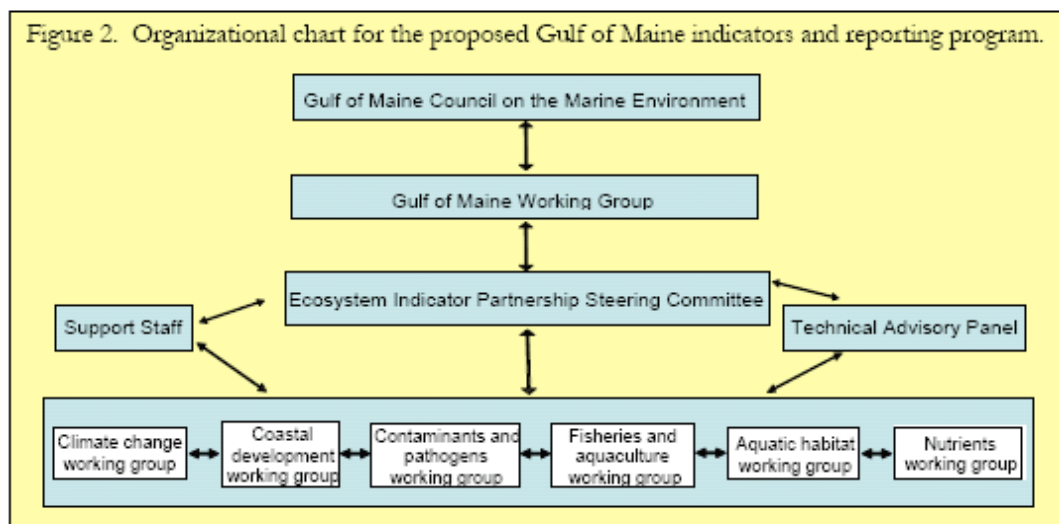 Figure 2.  Organizational chart for the proposed Gulf of Maine indicators and reporting program.
Gulf of Maine Council on the Marine Environment
Gulf of Maine Working Group
Ecosystem Indicator Partnership Steering Committee
Support Staff
Technical Advisory Panel
Climate change
working group
Coastal
development
working group
Contaminants and
pathogens
working group
Fisheries and
aquaculture
working group
Aquatic habitat
working group
Nutrients
working group